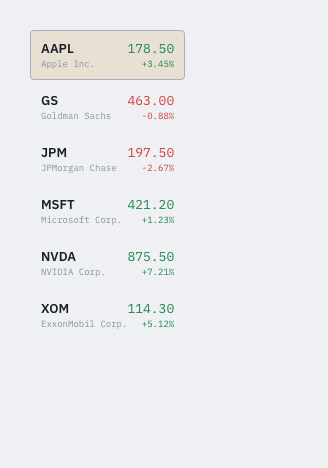 AAPL 178.50
Apple Inc. +3.45%
GS 463.00
Goldman Sachs -0.88%
JPM 197.50
JPMorgan Chase -2.67%
MSFT 421.20
Microsoft Corp. +1.23%
NVDA 875.50
NVIDIA Corp. +7.21%
XOM 114.30
ExxonMobil Corp. +5.12%